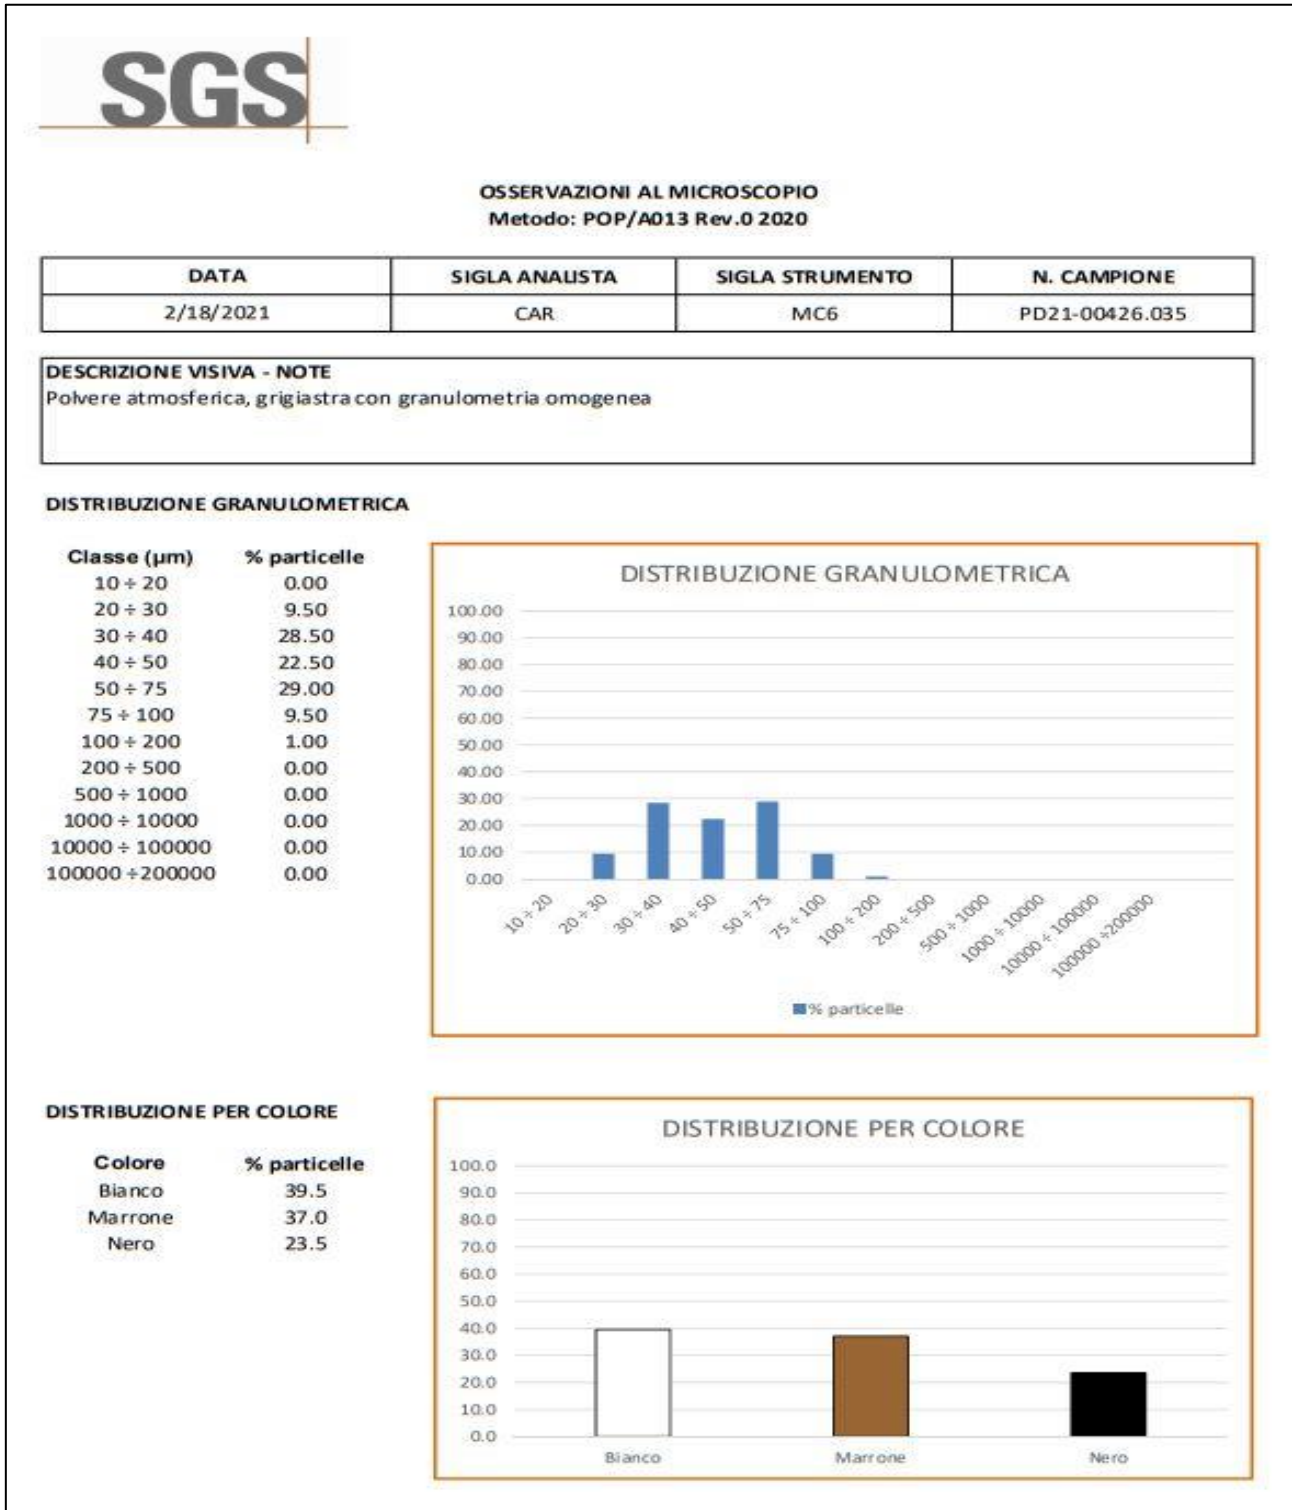 SGS
OSSERVAZIONI AL MICROSCOPIO
Metodo: POP/A013 Rev.0 2020
DATA SIGLA ANALISTA SIGLA STRUMENTO N. CAMPIONE
2/18/2021 CAR MC6 PD21-00426.035
DESCRIZIONE VISIVA - NOTE
Polvere atmosferica, grigiastra con granulometria omogenea
DISTRIBUZIONE GRANULOMETRICA
Classe (µm) % particelle
10 ÷ 20 0.00
20 ÷ 30 9.50
30 ÷ 40 28.50
40 ÷ 50 22.50
50 ÷ 75 29.00
75 ÷ 100 9.50
100 ÷ 200 1.00
200 ÷ 500 0.00
500 ÷ 1000 0.00
1000 ÷ 10000 0.00
10000 ÷ 100000 0.00
100000 ÷200000 0.00
DISTRIBUZIONE GRANULOMETRICA
100.00
90.00
80.00
70.00
60.00
50.00
40.00
30.00
20.00
10.00
0.00
10 ÷ 20
20 ÷ 30
30 ÷ 40
40 ÷ 50
50 ÷ 75
75 ÷ 100
100 ÷ 200
200 ÷ 500
500 ÷ 1000
1000 ÷ 10000
10000 ÷ 100000
100000 ÷200000
% particelle
DISTRIBUZIONE PER COLORE
Colore % particelle
Bianco 39.5
Marrone 37.0
Nero 23.5
DISTRIBUZIONE PER COLORE
100.0
90.0
80.0
70.0
60.0
50.0
40.0
30.0
20.0
10.0
0.0
Bianco Marrone Nero